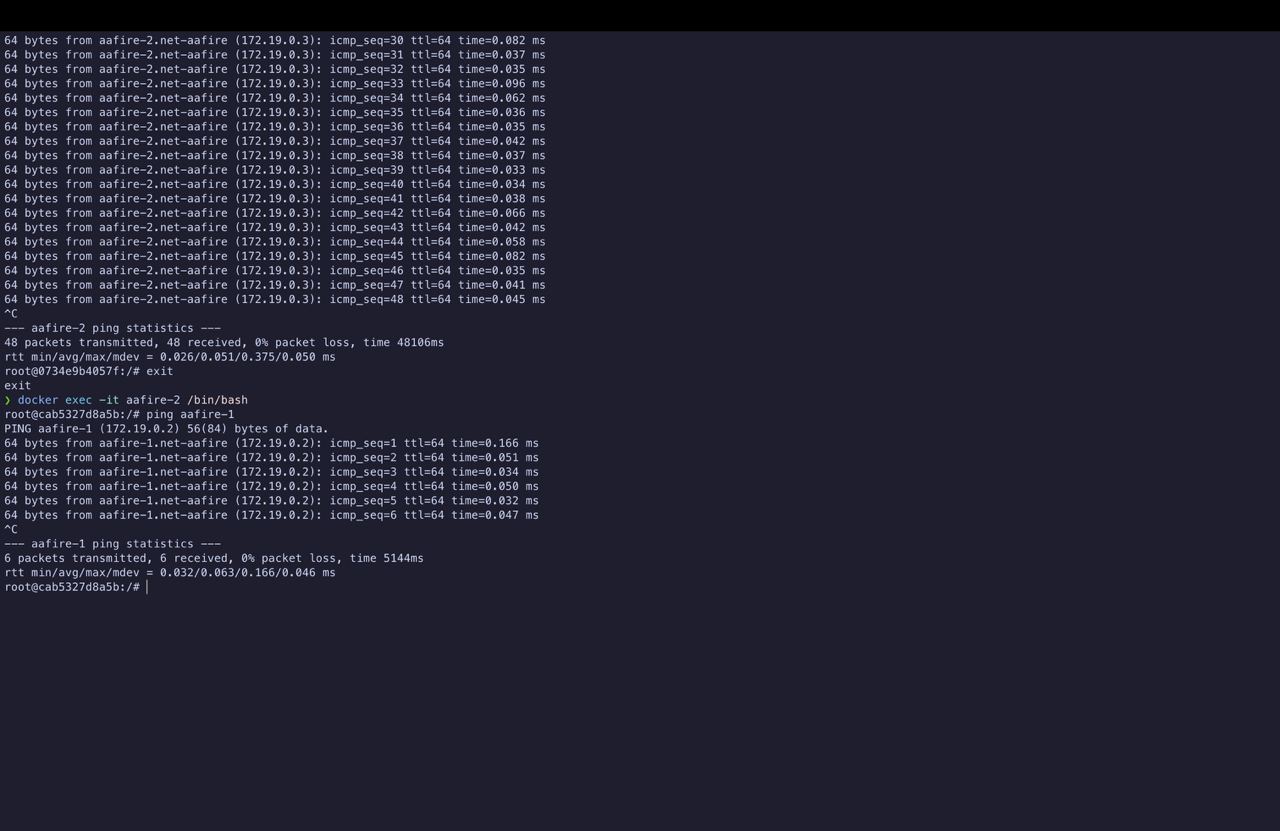 64 bytes from aafire-2.net-aafire (172.19.0.3): icmp_seq=30 ttl=64 time=0.082 ms
64 bytes from aafire-2.net-aafire (172.19.0.3): icmp_seq=31 ttl=64 time=0.037 ms
64 bytes from aafire-2.net-aafire (172.19.0.3): icmp_seq=32 ttl=64 time=0.035 ms
64 bytes from aafire-2.net-aafire (172.19.0.3): icmp_seq=33 ttl=64 time=0.096 ms
64 bytes from aafire-2.net-aafire (172.19.0.3): icmp_seq=34 ttl=64 time=0.062 ms
64 bytes from aafire-2.net-aafire (172.19.0.3): icmp_seq=35 ttl=64 time=0.036 ms
64 bytes from aafire-2.net-aafire (172.19.0.3): icmp_seq=36 ttl=64 time=0.035 ms
64 bytes from aafire-2.net-aafire (172.19.0.3): icmp_seq=37 ttl=64 time=0.042 ms
64 bytes from aafire-2.net-aafire (172.19.0.3): icmp_seq=38 ttl=64 time=0.037 ms
64 bytes from aafire-2.net-aafire (172.19.0.3): icmp_seq=39 ttl=64 time=0.033 ms
64 bytes from aafire-2.net-aafire (172.19.0.3): icmp_seq=40 ttl=64 time=0.034 ms
64 bytes from aafire-2.net-aafire (172.19.0.3): icmp_seq=41 ttl=64 time=0.038 ms
64 bytes from aafire-2.net-aafire (172.19.0.3): icmp_seq=42 ttl=64 time=0.066 ms
64 bytes from aafire-2.net-aafire (172.19.0.3): icmp_seq=43 ttl=64 time=0.042 ms
64 bytes from aafire-2.net-aafire (172.19.0.3): icmp_seq=44 ttl=64 time=0.058 ms
64 bytes from aafire-2.net-aafire (172.19.0.3): icmp_seq=45 ttl=64 time=0.082 ms
64 bytes from aafire-2.net-aafire (172.19.0.3): icmp_seq=46 ttl=64 time=0.035 ms
64 bytes from aafire-2.net-aafire (172.19.0.3): icmp_seq=47 ttl=64 time=0.041 ms
64 bytes from aafire-2.net-aafire (172.19.0.3): icmp_seq=48 ttl=64 time=0.045 ms
^C
--- aafire-2 ping statistics ---
48 packets transmitted, 48 received, 0% packet loss, time 48106ms
rtt min/avg/max/mdev = 0.026/0.051/0.375/0.050 ms
root@0734e9b4057f:/# exit
exit
❯ docker exec -it aafire-2 /bin/bash
root@cab5327d8a5b:/# ping aafire-1
PING aafire-1 (172.19.0.2) 56(84) bytes of data.
64 bytes from aafire-1.net-aafire (172.19.0.2): icmp_seq=1 ttl=64 time=0.166 ms
64 bytes from aafire-1.net-aafire (172.19.0.2): icmp_seq=2 ttl=64 time=0.051 ms
64 bytes from aafire-1.net-aafire (172.19.0.2): icmp_seq=3 ttl=64 time=0.034 ms
64 bytes from aafire-1.net-aafire (172.19.0.2): icmp_seq=4 ttl=64 time=0.050 ms
64 bytes from aafire-1.net-aafire (172.19.0.2): icmp_seq=5 ttl=64 time=0.032 ms
64 bytes from aafire-1.net-aafire (172.19.0.2): icmp_seq=6 ttl=64 time=0.047 ms
^C
--- aafire-1 ping statistics ---
6 packets transmitted, 6 received, 0% packet loss, time 5144ms
rtt min/avg/max/mdev = 0.032/0.063/0.166/0.046 ms
root@cab5327d8a5b:/#